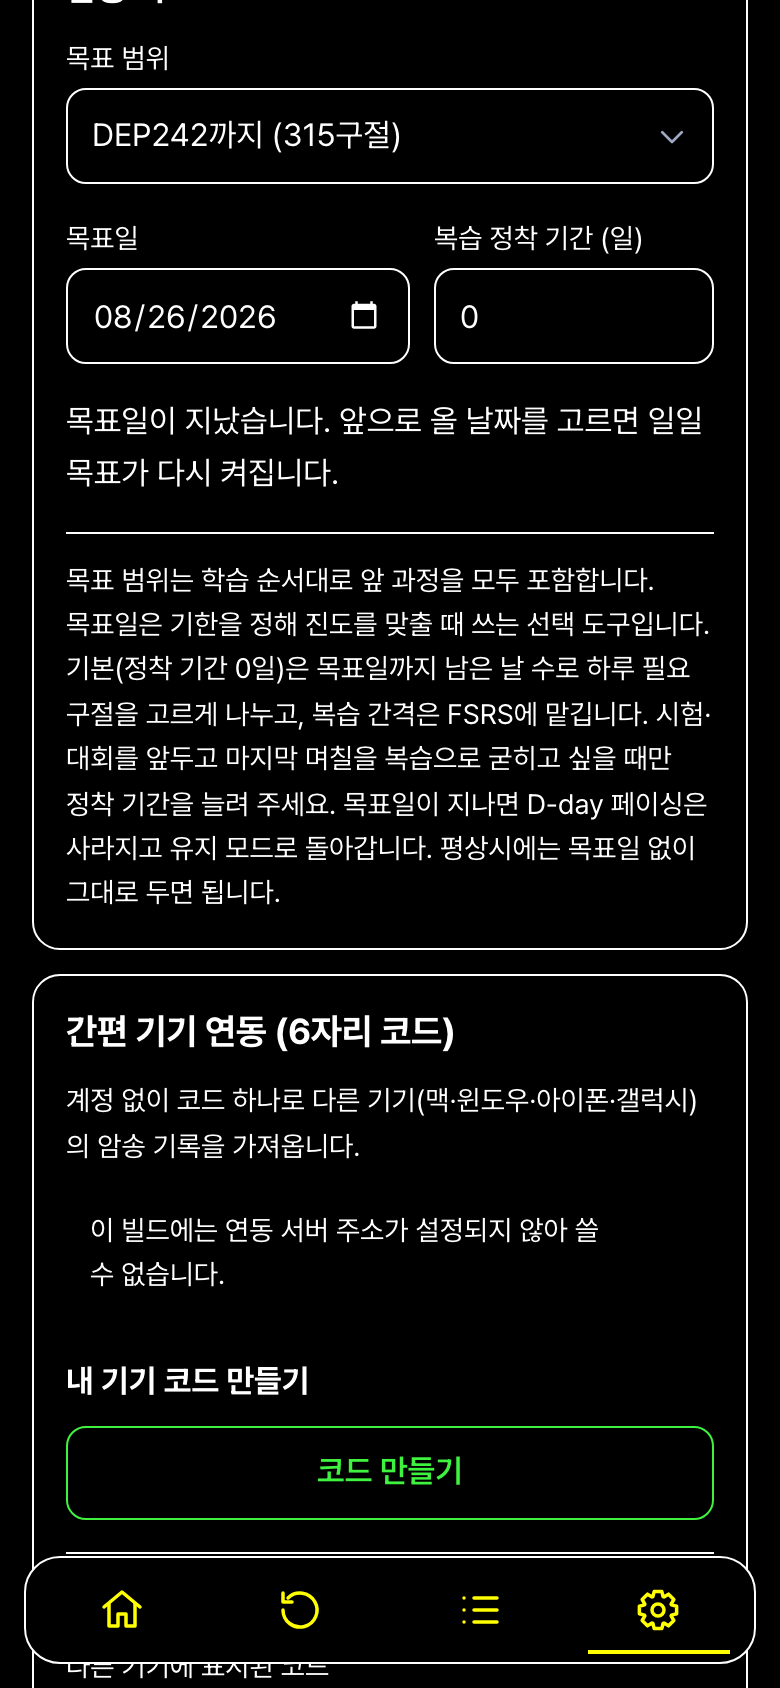 목표 범위
DEP242까지 (315구절)
목표일
복습 정착 기간 (일)
08/26/2026
0
목표일이 지났습니다. 앞으로 올 날짜를 고르면 일일
목표가 다시 켜집니다.
목표 범위는 학습 순서대로 앞 과정을 모두 포함합니다.
목표일은 기한을 정해 진도를 맞출 때 쓰는 선택 도구입니다.
기본(정착 기간 0일)은 목표일까지 남은 날 수로 하루 필요
구절을 고르게 나누고, 복습 간격은 FSRS에 맡깁니다. 시험·
대회를 앞두고 마지막 며칠을 복습으로 굳히고 싶을 때만
정착 기간을 늘려 주세요. 목표일이 지나면 D-day 페이싱은
사라지고 유지 모드로 돌아갑니다. 평상시에는 목표일 없이
그대로 두면 됩니다.
간편 기기 연동 (6자리 코드)
계정 없이 코드 하나로 다른 기기(맥·윈도우·아이폰·갤럭시)
의 암송 기록을 가져옵니다.
이 빌드에는 연동 서버 주소가 설정되지 않아 쓸
수 없습니다.
내 기기 코드 만들기
코드 만들기
다른 기기에 표시된 코드